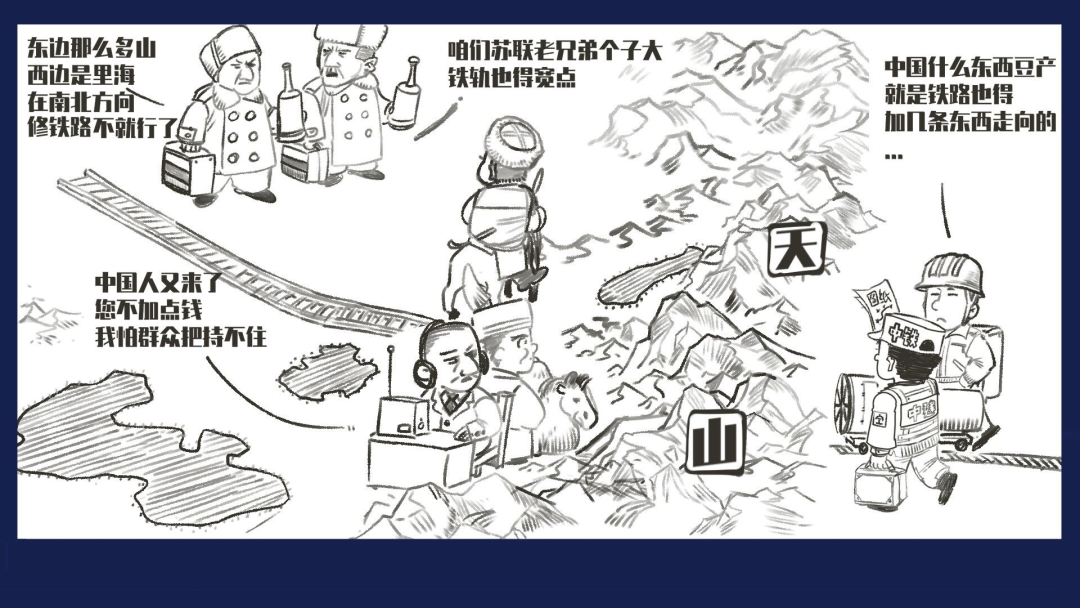 东边那么多山
西边是里海
在南北方向
修铁路不就行了
咱们苏联老兄弟个子大
铁轨也得宽点
中国什么东西豆产
就是铁路也得
加几条东西走向的
...
中国人又来了
您不加点钱
我怕群众把持不住
天
山
图纸
中铁
中铁